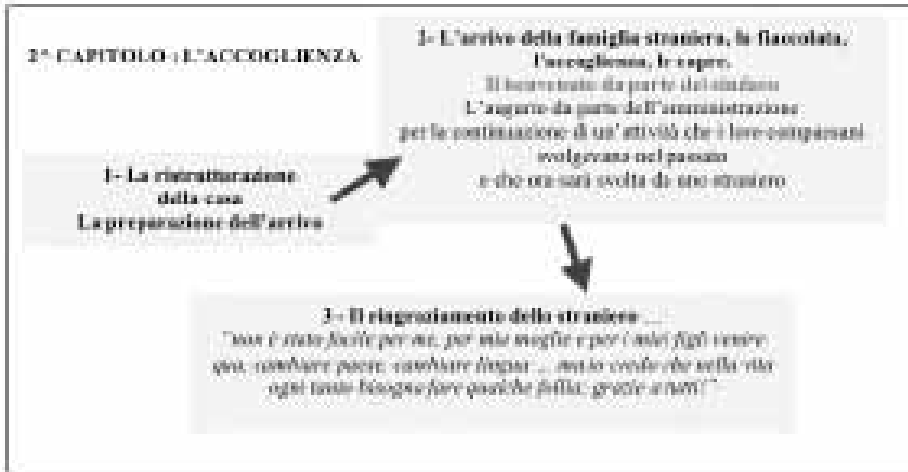 2° CAPITOLO : L'ACCOGLIENZA
1- La ristrutturazione
della casa
La preparazione dell'arrivo
2- L'arrivo della famiglia straniera, la fiaccolata,
l'accoglienza, le capre.
Il benvenuto da parte del sindaco
L'augurio da parte dell'amministrazione
per la continuazione di un'attività che i loro compaesani
svolgevano nel passato
e che ora sarà svolta da uno straniero
3 - Il ringraziamento dello straniero ...
"non è stato facile per me, per mia moglie e per i miei figli venire
qua, cambiare paese, cambiare lingua ... ma io credo che nella vita
ogni tanto bisogna fare qualche follia, grazie a tutti!"